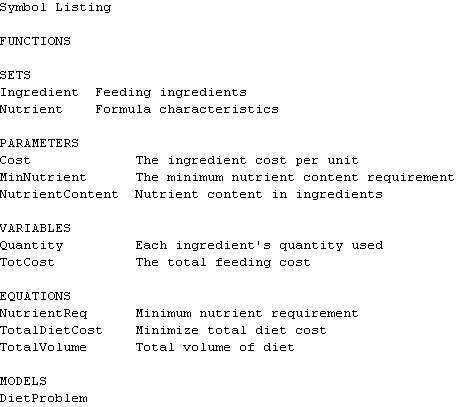 Symbol Listing
FUNCTIONS
SETS
Ingredient  Feeding ingredients
Nutrient    Formula characteristics
PARAMETERS
Cost             The ingredient cost per unit
MinNutrient      The minimum nutrient content requirement
NutrientContent  Nutrient content in ingredients
VARIABLES
Quantity         Each ingredient's quantity used
TotCost          The total feeding cost
EQUATIONS
NutrientReq      Minimum nutrient requirement
TotalDietCost    Minimize total diet cost
TotalVolume      Total volume of diet
MODELS
DietProblem